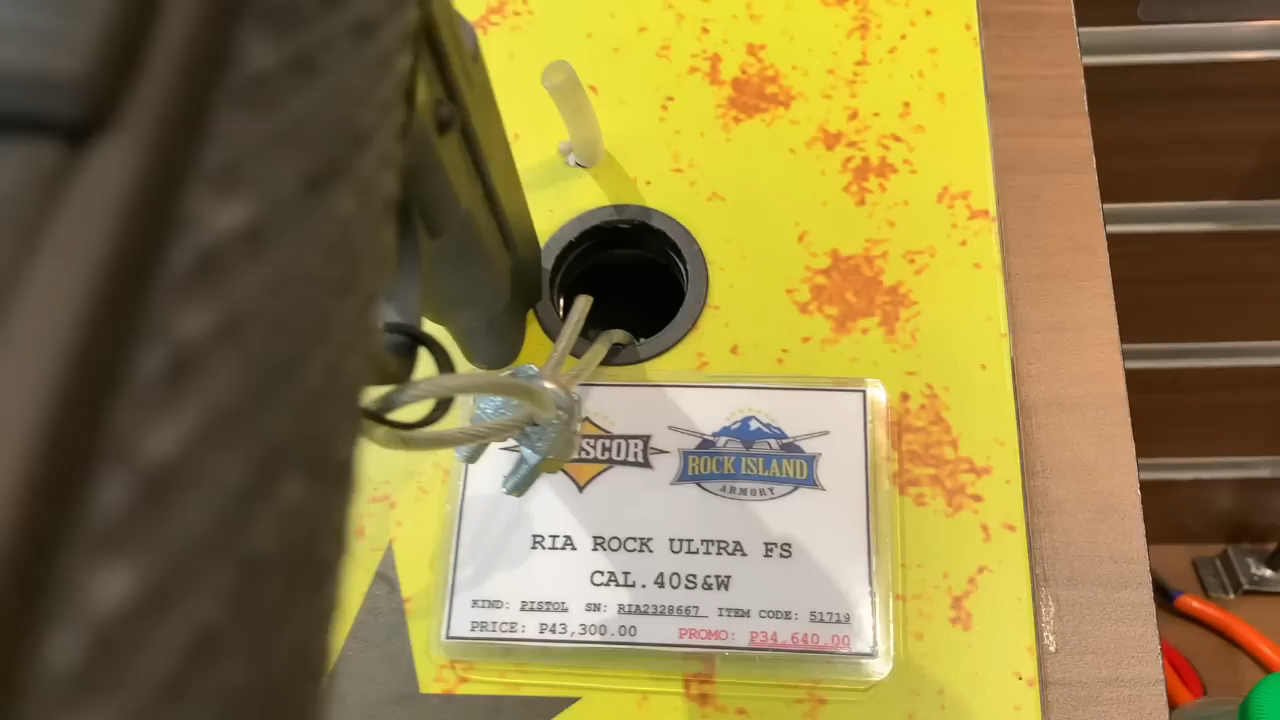 SCOR
ROCK ISLAND
ARMORY
RIA ROCK ULTRA FS
CAL.40S&W
KIND: PISTOL SN: RIA2328667 ITEM CODE: 51719
PRICE: P43,300.00 PROMO: P34,640.00